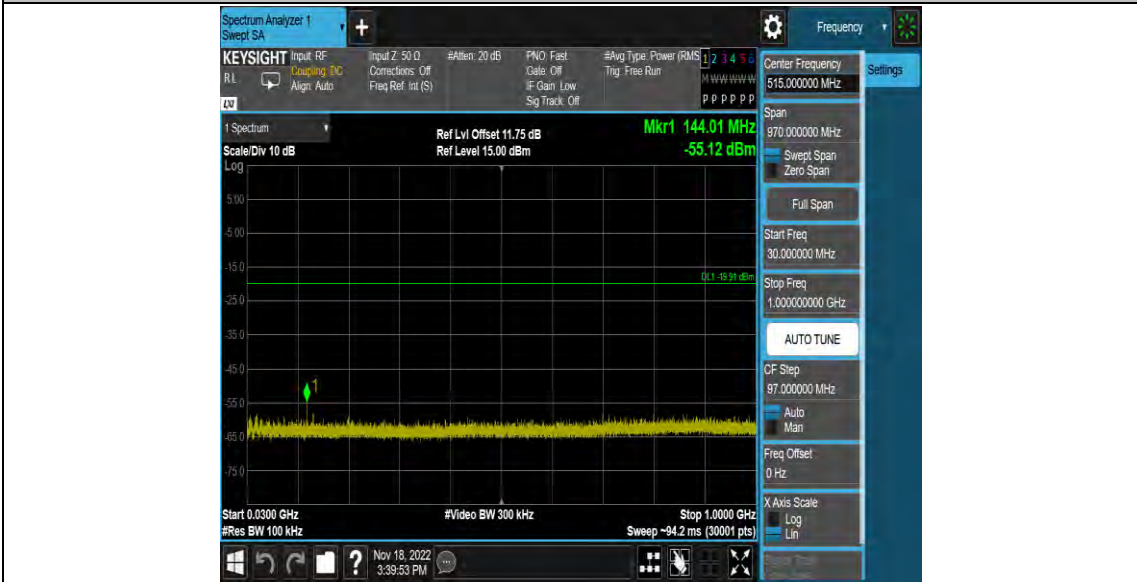 Spectrum Analyzer 1
Swept SA
+
Frequency
KEYSIGHT Input: RF
R L
Coupling: DC
Align: Auto
LXI
Input Z: 50 Ω
Corrections: Off
Freq Ref: Int (S)
#Atten: 20 dB
PNO: Fast
Gate: Off
IF Gain: Low
Sig Track: Off
#Avg Type: Power (RMS
Trig: Free Run
1 2 3 4 5 6
M W W W W W
P P P P P P
1 Spectrum
Scale/Div 10 dB
Log
Ref Lvl Offset 11.75 dB
Ref Level 15.00 dBm
Mkr1 144.01 MHz
-55.12 dBm
5.00
-5.00
-15.0
DL1 -19.91 dBm
-25.0
-35.0
-45.0
1
-55.0
-65.0
-75.0
Start 0.0300 GHz
#Res BW 100 kHz
#Video BW 300 kHz
Stop 1.0000 GHz
Sweep ~94.2 ms (30001 pts)
Center Frequency
515.000000 MHz
Settings
Span
970.000000 MHz
Swept Span
Zero Span
Full Span
Start Freq
30.000000 MHz
Stop Freq
1.000000000 GHz
AUTO TUNE
CF Step
97.000000 MHz
Auto
Man
Freq Offset
0 Hz
X Axis Scale
Log
Lin
?
Nov 18, 2022
3:39:53 PM